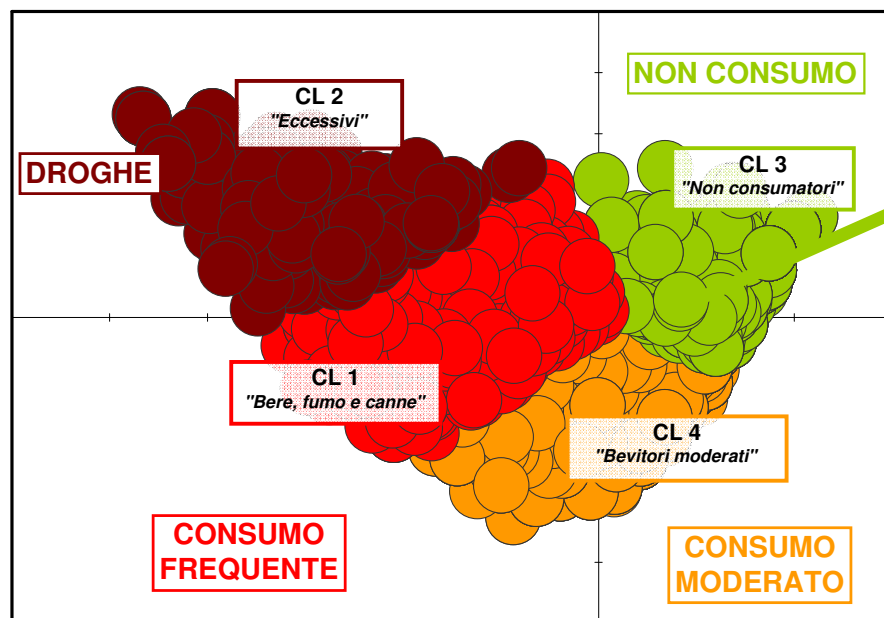 NON CONSUMO
CL 2
"Eccessivi"
DROGHE
CL 3
"Non consumatori"
CL 1
"Bere, fumo e canne"
CL 4
"Bevitori moderati"
CONSUMO
FREQUENTE
CONSUMO
MODERATO